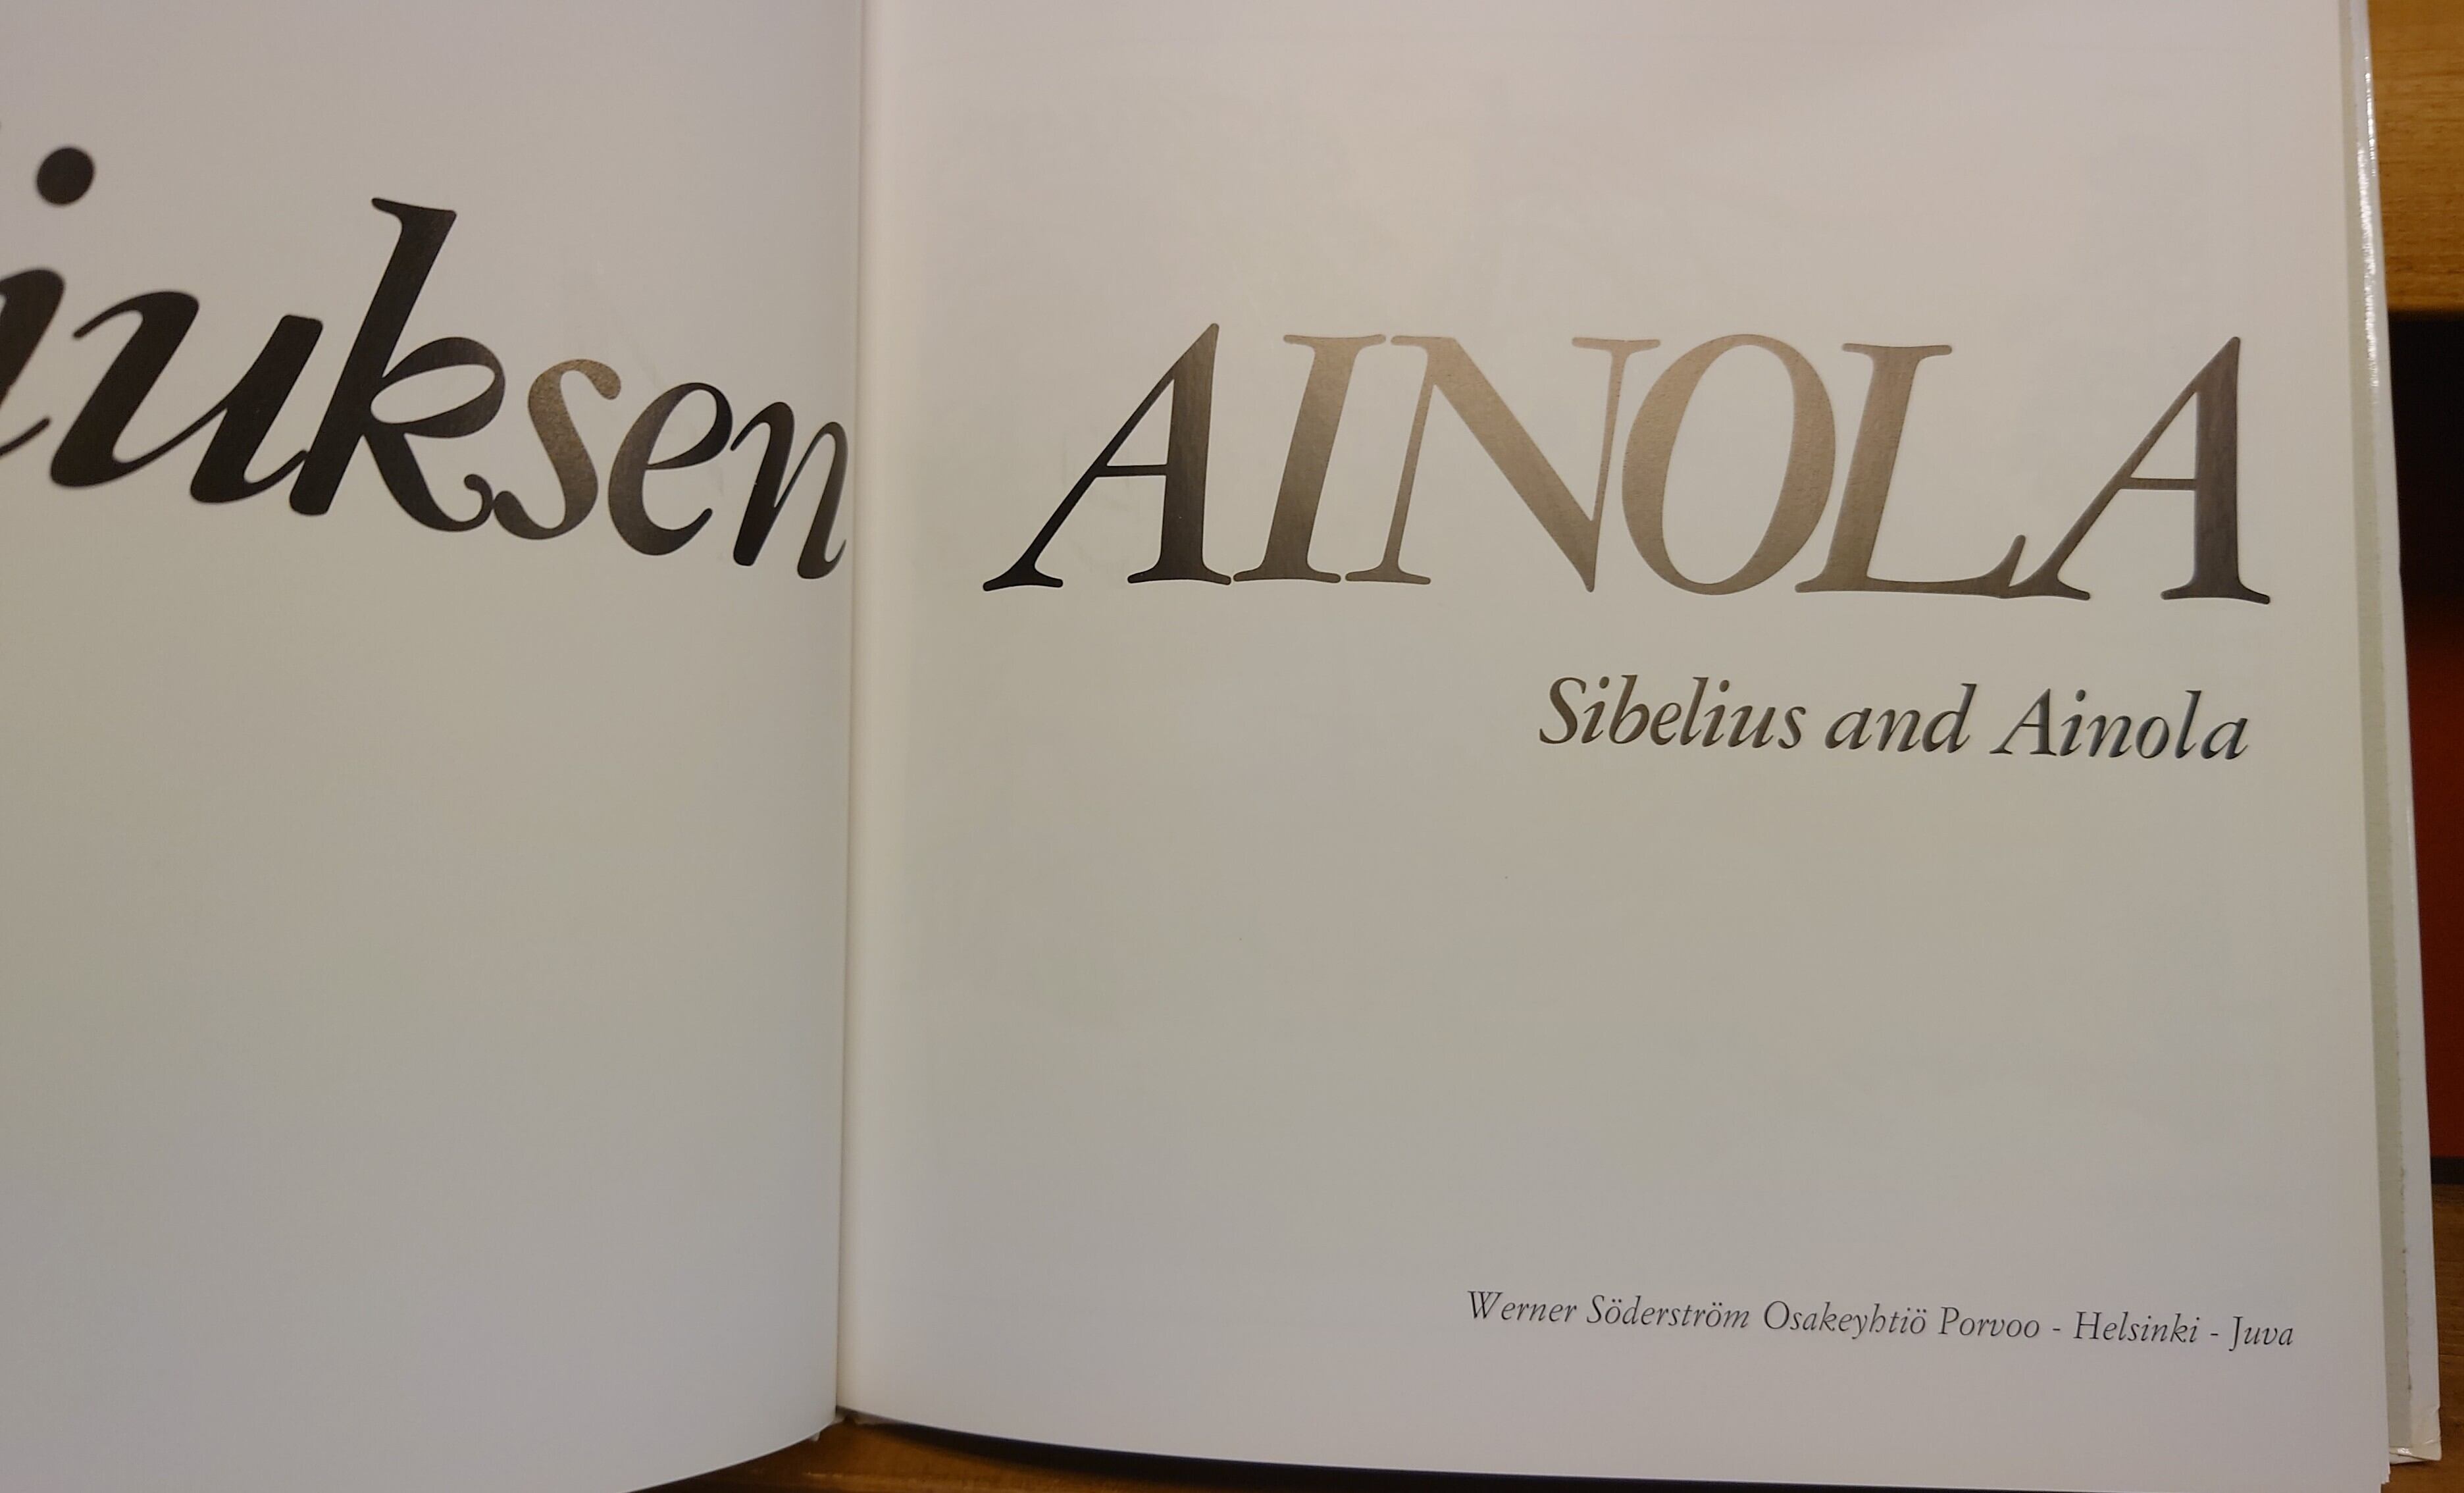 iuksen AINOLA
Sibelius and Ainola
Werner Söderström Osakeyhtiö Porvoo - Helsinki - Juva